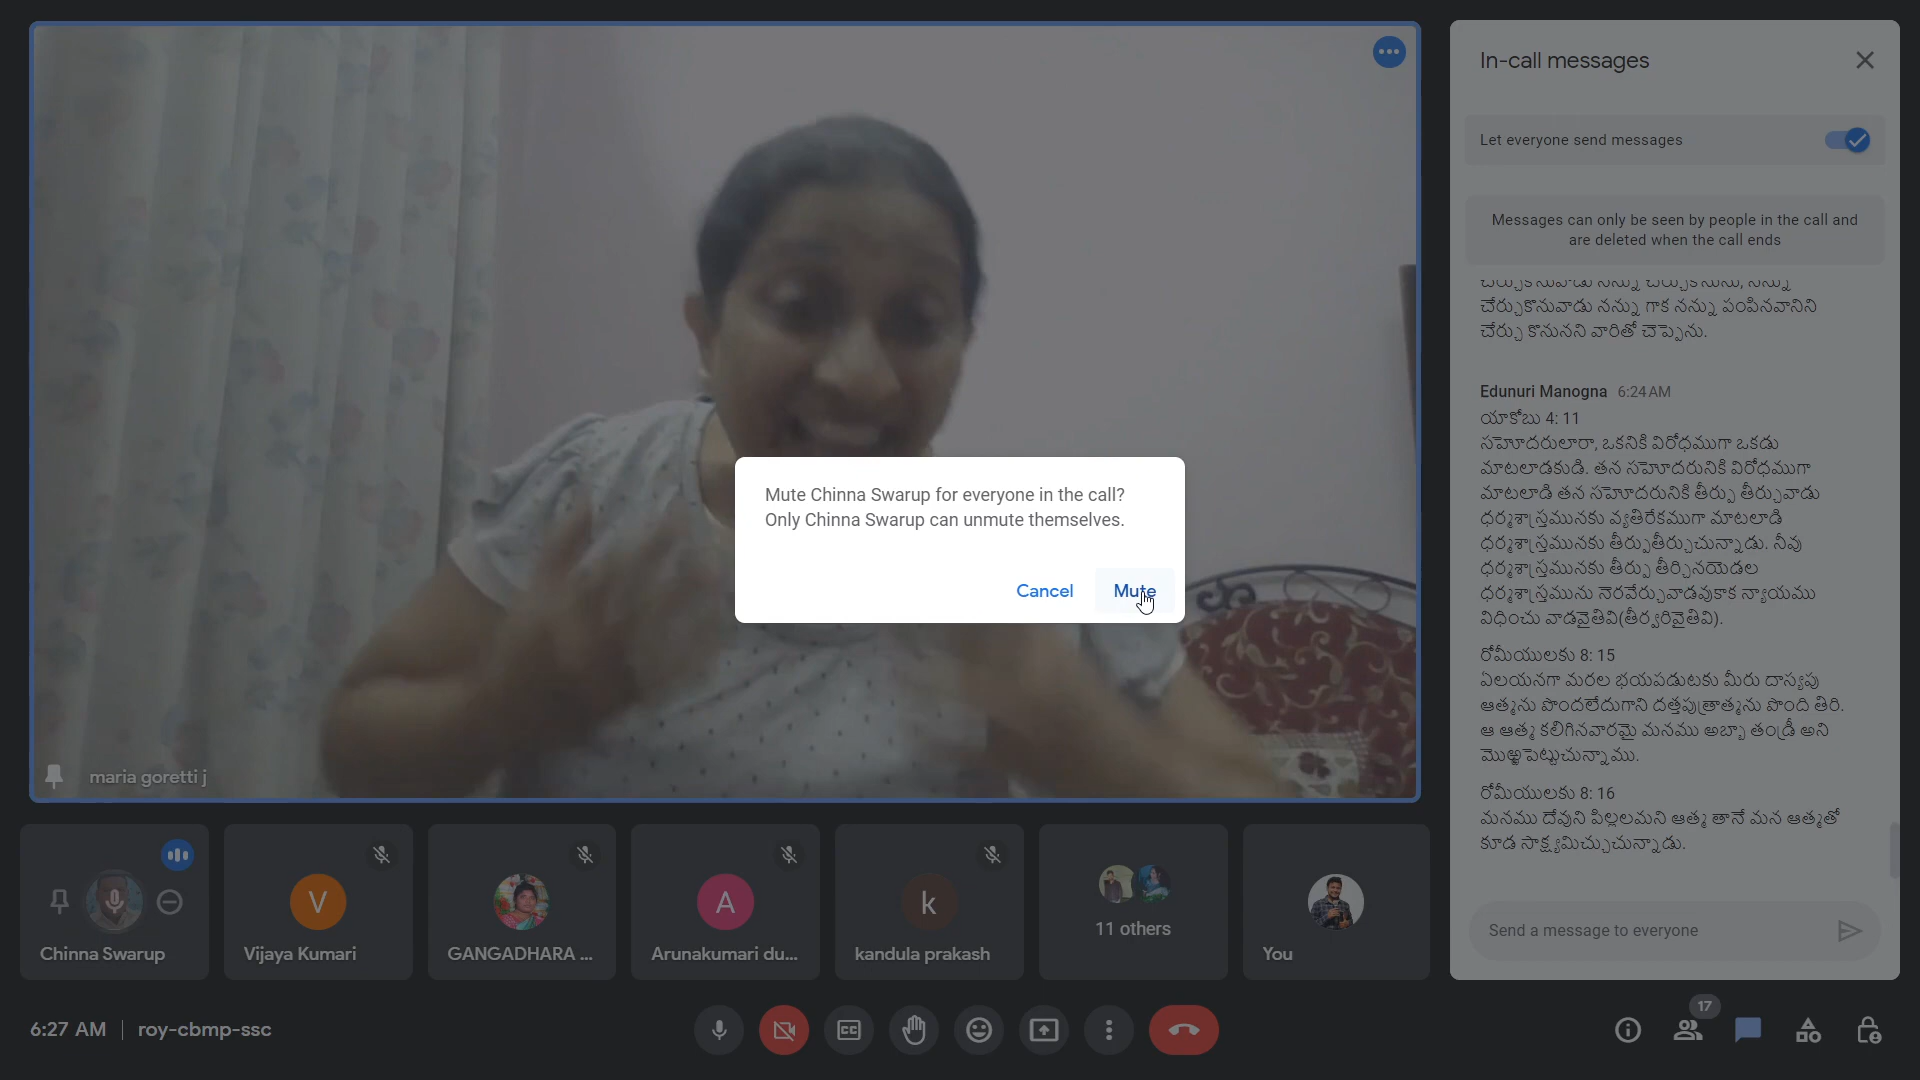 In-call messages
Let everyone send messages
Messages can only be seen by people in the call and
are deleted when the call ends
చేర్చుకొనువాడు నన్ను గాక నన్ను పంపినవానిని
చేర్చు కొనునని వారితో చెప్పెను.
Edunuri Manogna 6:24 AM
యాకోబు 4: 11
సహోదరులారా, ఒకనికి విరోధముగా ఒకడు
మాటలాడకుడి. తన సహోదరునికి విరోధముగా
మాటలాడి తన సహోదరునికి తీర్పు తీర్చువాడు
ధర్మశాస్త్రమునకు వ్యతిరేకముగా మాటలాడి
ధర్మశాస్త్రమునకు తీర్పుతీర్చుచున్నాడు. నీవు
ధర్మశాస్త్రమునకు తీర్పు తీర్చినయెడల
ధర్మశాస్త్రమును నెరవేర్చువాడవుకాక న్యాయము
విధించు వాడవైతివి(తీర్పరివైతివి).
రోమీయులకు 8: 15
ఏలయనగా మరల భయపడుటకు మీరు దాస్యపు
ఆత్మను పొందలేదుగాని దత్తపుత్రాత్మను పొంది తిరి.
ఆ ఆత్మ కలిగినవారమై మనము అబ్బా తండ్రీ అని
మొఱ్ఱపెట్టుచున్నాము.
రోమీయులకు 8: 16
మనము దేవుని పిల్లలమని ఆత్మ తానే మన ఆత్మతో
కూడ సాక్ష్యమిచ్చుచున్నాడు.
Send a message to everyone
Mute Chinna Swarup for everyone in the call?
Only Chinna Swarup can unmute themselves.
Cancel Mute
maria goretti j
V
A
k
11 others
Chinna Swarup
Vijaya Kumari
GANGADHARA ...
Arunakumari du...
kandula prakash
You
6:27 AM | roy-cbmp-ssc
CC
17